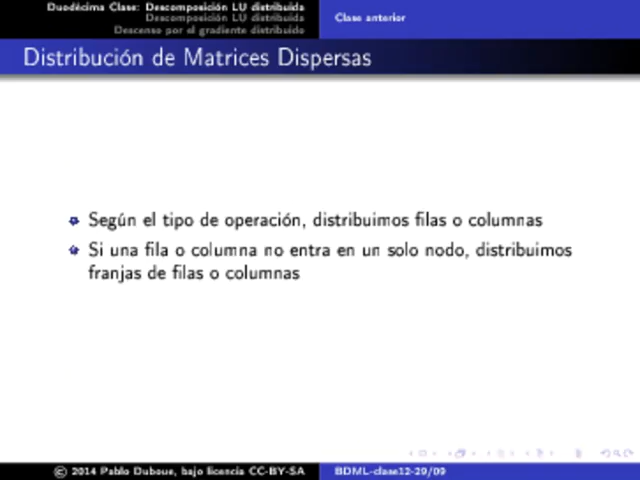 Duodécima Clase: Descomposición LU distribuida
Descomposición LU distribuida
Descenso por el gradiente distribuido
Clase anterior
Distribución de Matrices Dispersas
Según el tipo de operación, distribuimos filas o columnas
Si una fila o columna no entra en un solo nodo, distribuimos
franjas de filas o columnas
© 2014 Pablo Duboue, bajo licencia CC-BY-SA
BDML-clase12-29/09